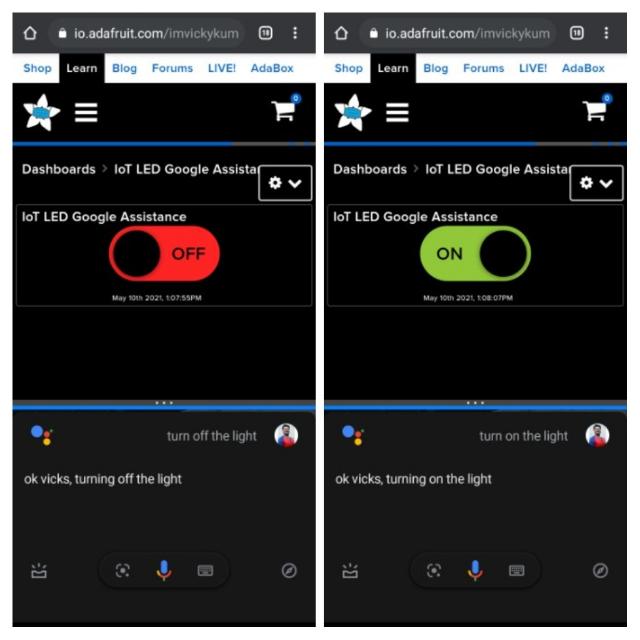 io.adafruit.com/imvickykum
18
Shop Learn Blog Forums LIVE! AdaBox
0
Dashboards > IoT LED Google Assista
IoT LED Google Assistance
OFF
May 10th 2021, 1:07:55PM
turn off the light
ok vicks, turning off the light
io.adafruit.com/imvickykum
18
Shop Learn Blog Forums LIVE! AdaBox
0
Dashboards > IoT LED Google Assista
IoT LED Google Assistance
ON
May 10th 2021, 1:08:07PM
turn on the light
ok vicks, turning on the light